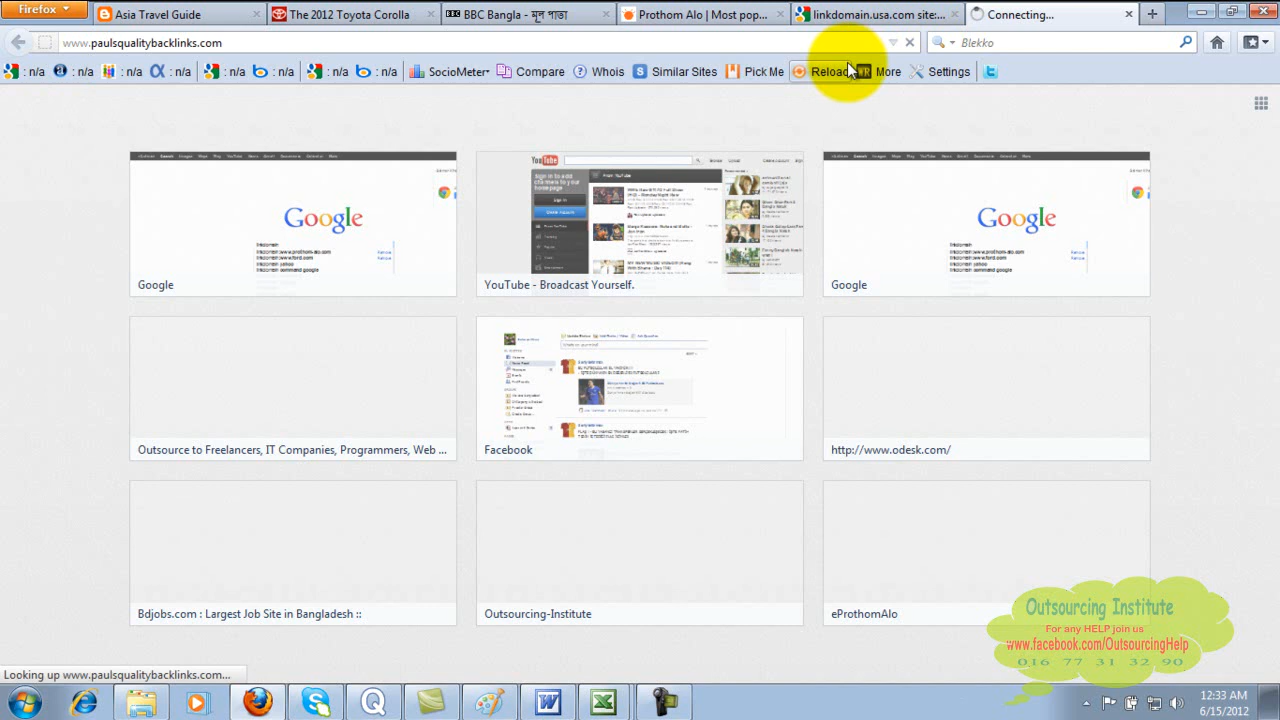 Firefox
Asia Travel Guide
The 2012 Toyota Corolla
BBC Bangla - মূল পাতা
Prothom Alo | Most pop...
linkdomain.usa.com site:...
Connecting...
www.paulsqualitybacklinks.com
Blekko
: n/a : n/a : n/a : n/a : n/a : n/a : n/a : n/a
SocioMeter
Compare
Whois
Similar Sites
Pick Me
Reload
More
Settings
Google
YouTube
Google
Google
YouTube - Broadcast Yourself.
Google
Outsource to Freelancers, IT Companies, Programmers, Web ...
Facebook
http://www.odesk.com/
Bdjobs.com : Largest Job Site in Bangladesh ::
Outsourcing-Institute
eProthomAlo
Outsourcing Institute
For any HELP join us
www.facebook.com/OutsourcingHelp
016 77 31 32 90
Looking up www.paulsqualitybacklinks.com...
12:33 AM
6/15/2012